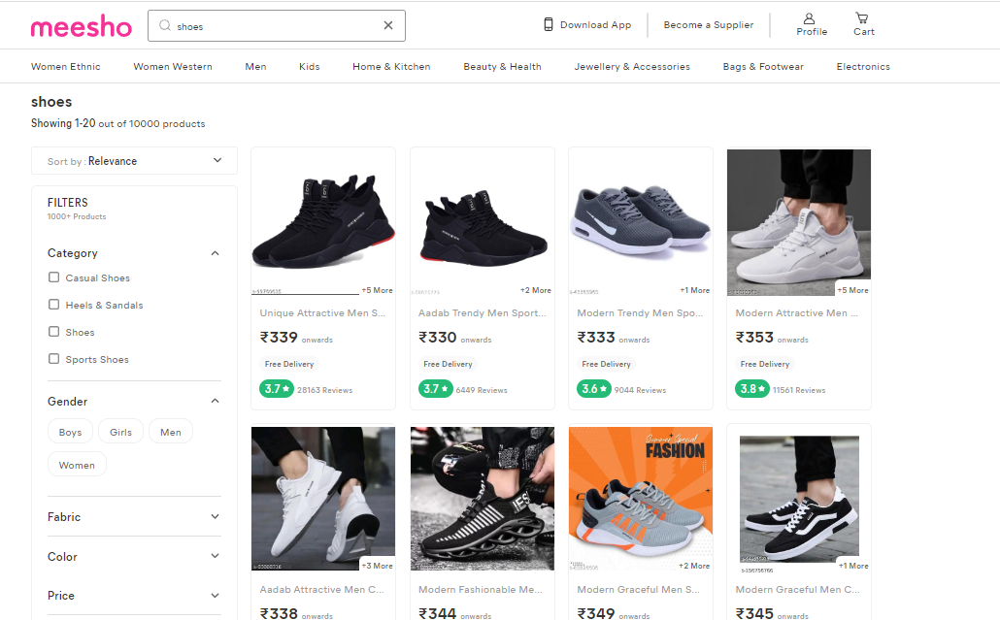 meesho
shoes
Download App
Become a Supplier
Profile
Cart
Women Ethnic
Women Western
Men
Kids
Home & Kitchen
Beauty & Health
Jewellery & Accessories
Bags & Footwear
Electronics
shoes
Showing 1-20 out of 10000 products
Sort by : Relevance
FILTERS
1000+ Products
Category
Casual Shoes
Heels & Sandals
Shoes
Sports Shoes
Gender
Boys
Girls
Men
Women
Fabric
Color
Price
+5 More
Unique Attractive Men S...
₹339 onwards
Free Delivery
3.7 ★ 28163 Reviews
+2 More
Aadab Trendy Men Sport...
₹330 onwards
Free Delivery
3.7 ★ 6449 Reviews
+1 More
Modern Trendy Men Spo...
₹333 onwards
Free Delivery
3.6 ★ 9044 Reviews
+5 More
Modern Attractive Men ...
₹353 onwards
Free Delivery
3.8 ★ 11561 Reviews
+3 More
Aadab Attractive Men C...
₹338 onwards
Modern Fashionable Me...
₹344 onwards
Summer Special
FASHION
+2 More
Modern Graceful Men S...
₹349 onwards
+1 More
Modern Graceful Men C...
₹345 onwards